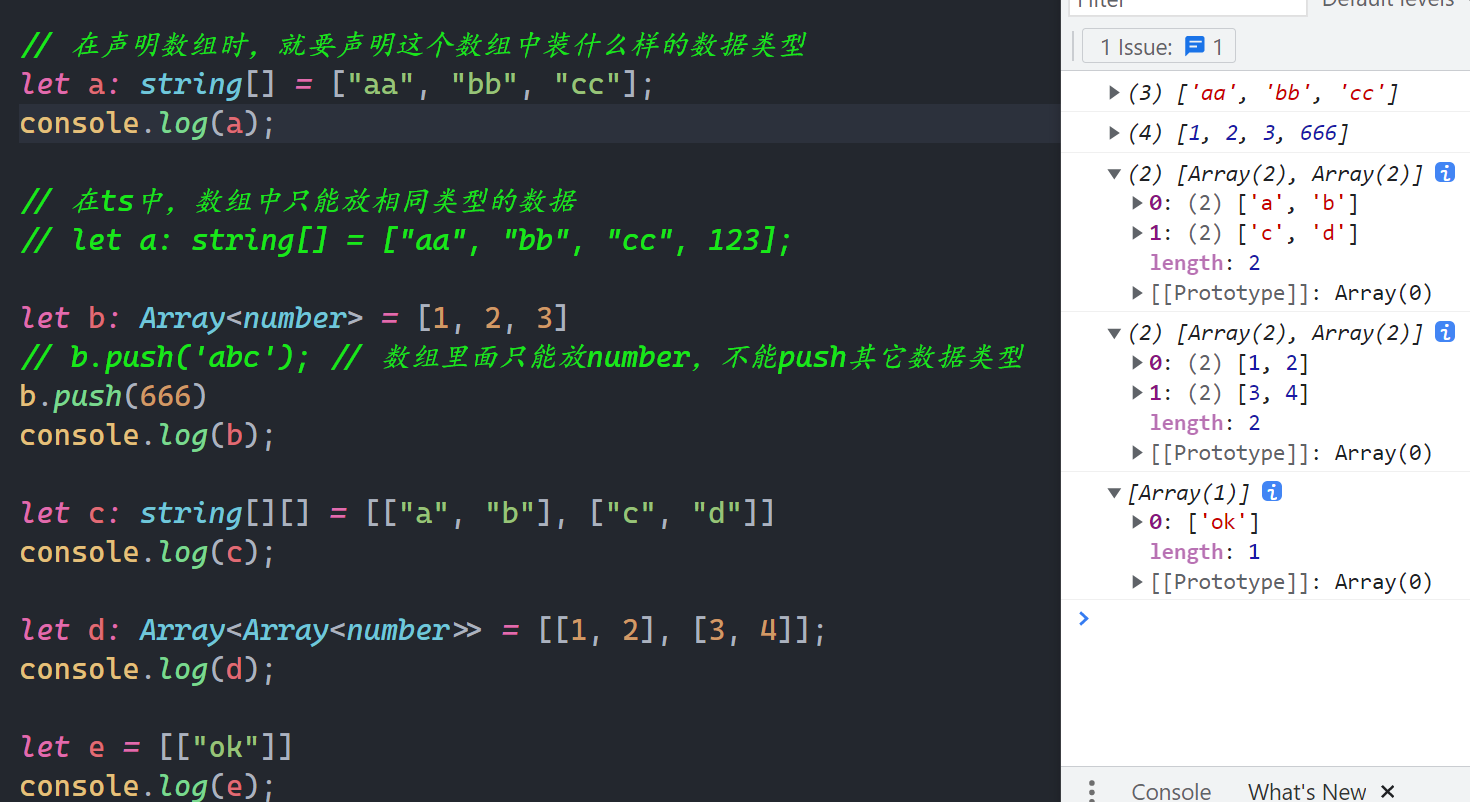 // 在声明数组时，就要声明这个数组中装什么样的数据类型
let a: string[] = ["aa", "bb", "cc"];
console.log(a);
// 在ts中，数组中只能放相同类型的数据
// let a: string[] = ["aa", "bb", "cc", 123];
let b: Array<number> = [1, 2, 3]
// b.push('abc'); // 数组里面只能放number，不能push其它数据类型
b.push(666)
console.log(b);
let c: string[][] = [["a", "b"], ["c", "d"]]
console.log(c);
let d: Array<Array<number>> = [[1, 2], [3, 4]];
console.log(d);
let e = [["ok"]]
console.log(e);
Filter
Default levels
1 Issue: 1
(3) ['aa', 'bb', 'cc']
(4) [1, 2, 3, 666]
(2) [Array(2), Array(2)] i
0: (2) ['a', 'b']
1: (2) ['c', 'd']
length: 2
[[Prototype]]: Array(0)
(2) [Array(2), Array(2)] i
0: (2) [1, 2]
1: (2) [3, 4]
length: 2
[[Prototype]]: Array(0)
[Array(1)] i
0: ['ok']
length: 1
[[Prototype]]: Array(0)
Console What's New